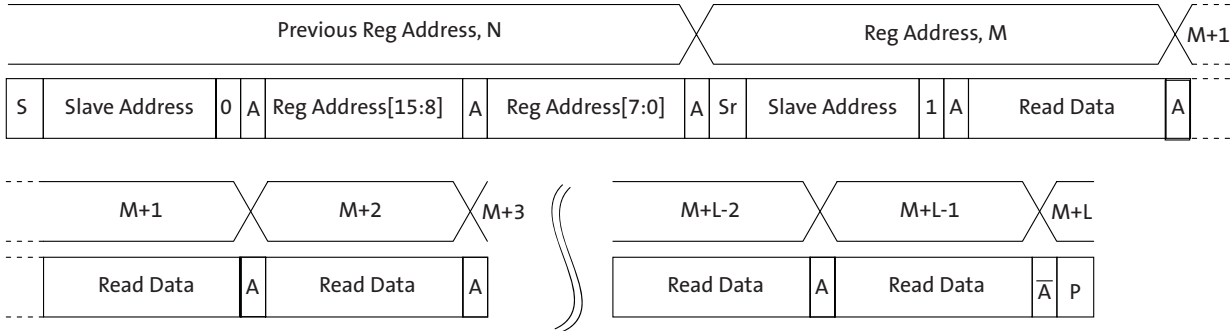 Previous Reg Address, N Reg Address, M M+1
S Slave Address 0 A Reg Address[15:8] A Reg Address[7:0] A Sr Slave Address 1 A Read Data A
M+1 M+2 M+3 M+L-2 M+L-1 M+L
Read Data A Read Data A Read Data A Read Data A̅ P